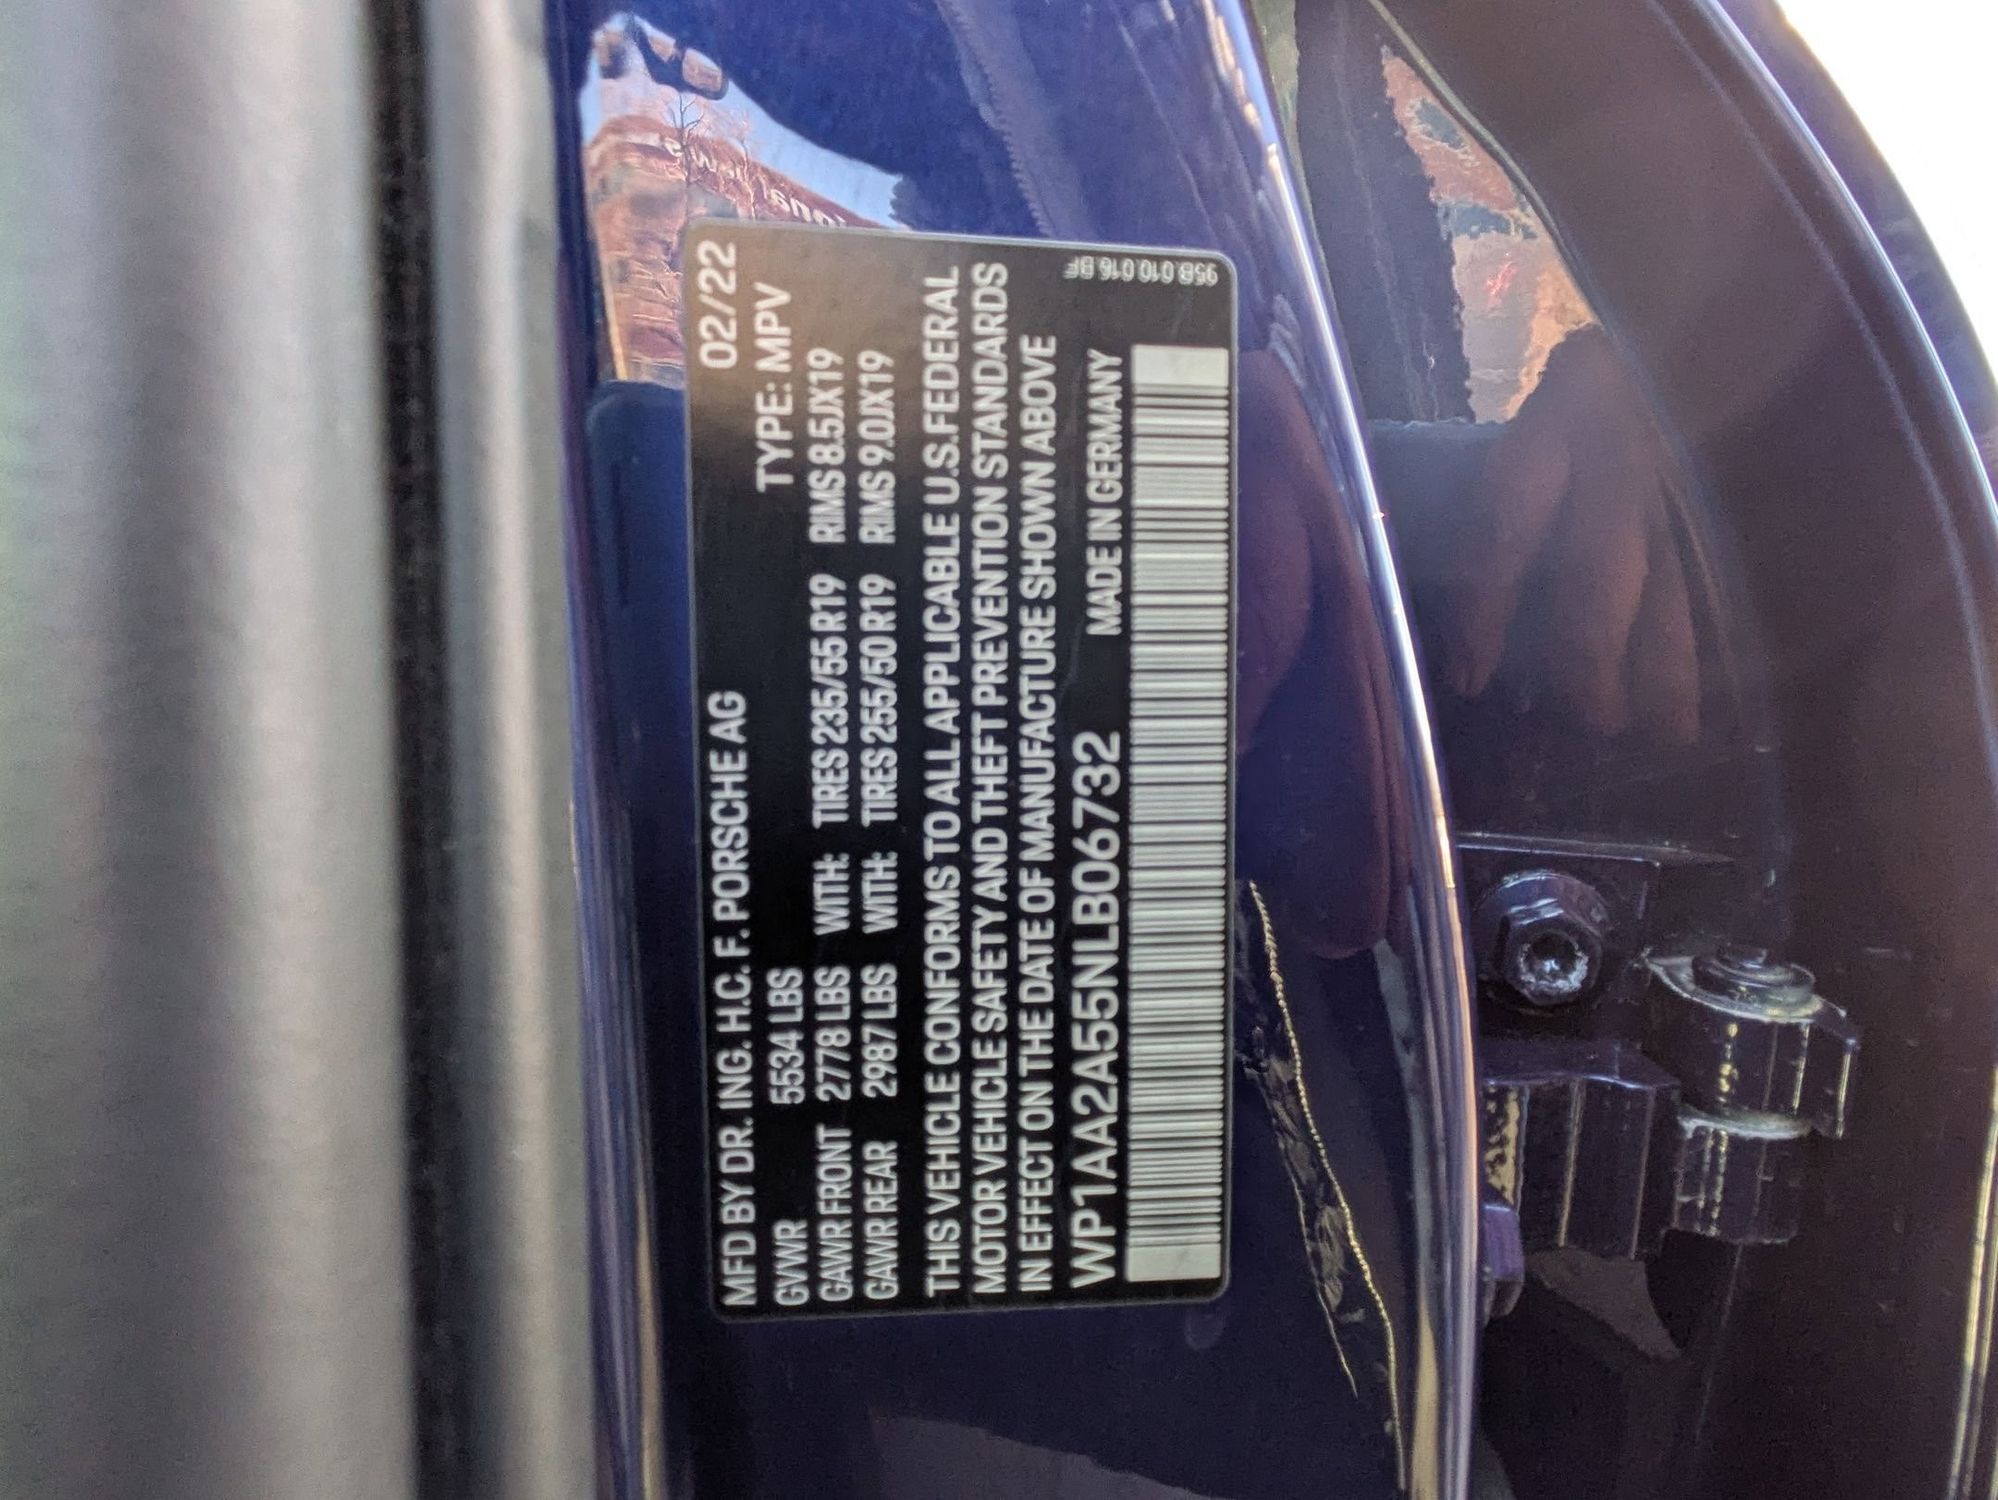 MFD BY DR. ING. H.C. F. PORSCHE AG 02/22
GVWR 5534 LBS TYPE: MPV
GAWR FRONT 2778 LBS WITH: TIRES 235/55 R19 RIMS 8.5JX19
GAWR REAR 2987 LBS WITH: TIRES 255/50 R19 RIMS 9.0JX19
THIS VEHICLE CONFORMS TO ALL APPLICABLE U.S. FEDERAL
MOTOR VEHICLE SAFETY AND THEFT PREVENTION STANDARDS
IN EFFECT ON THE DATE OF MANUFACTURE SHOWN ABOVE
WP1AA2A55NLB06732 MADE IN GERMANY
95B.010.016 BF